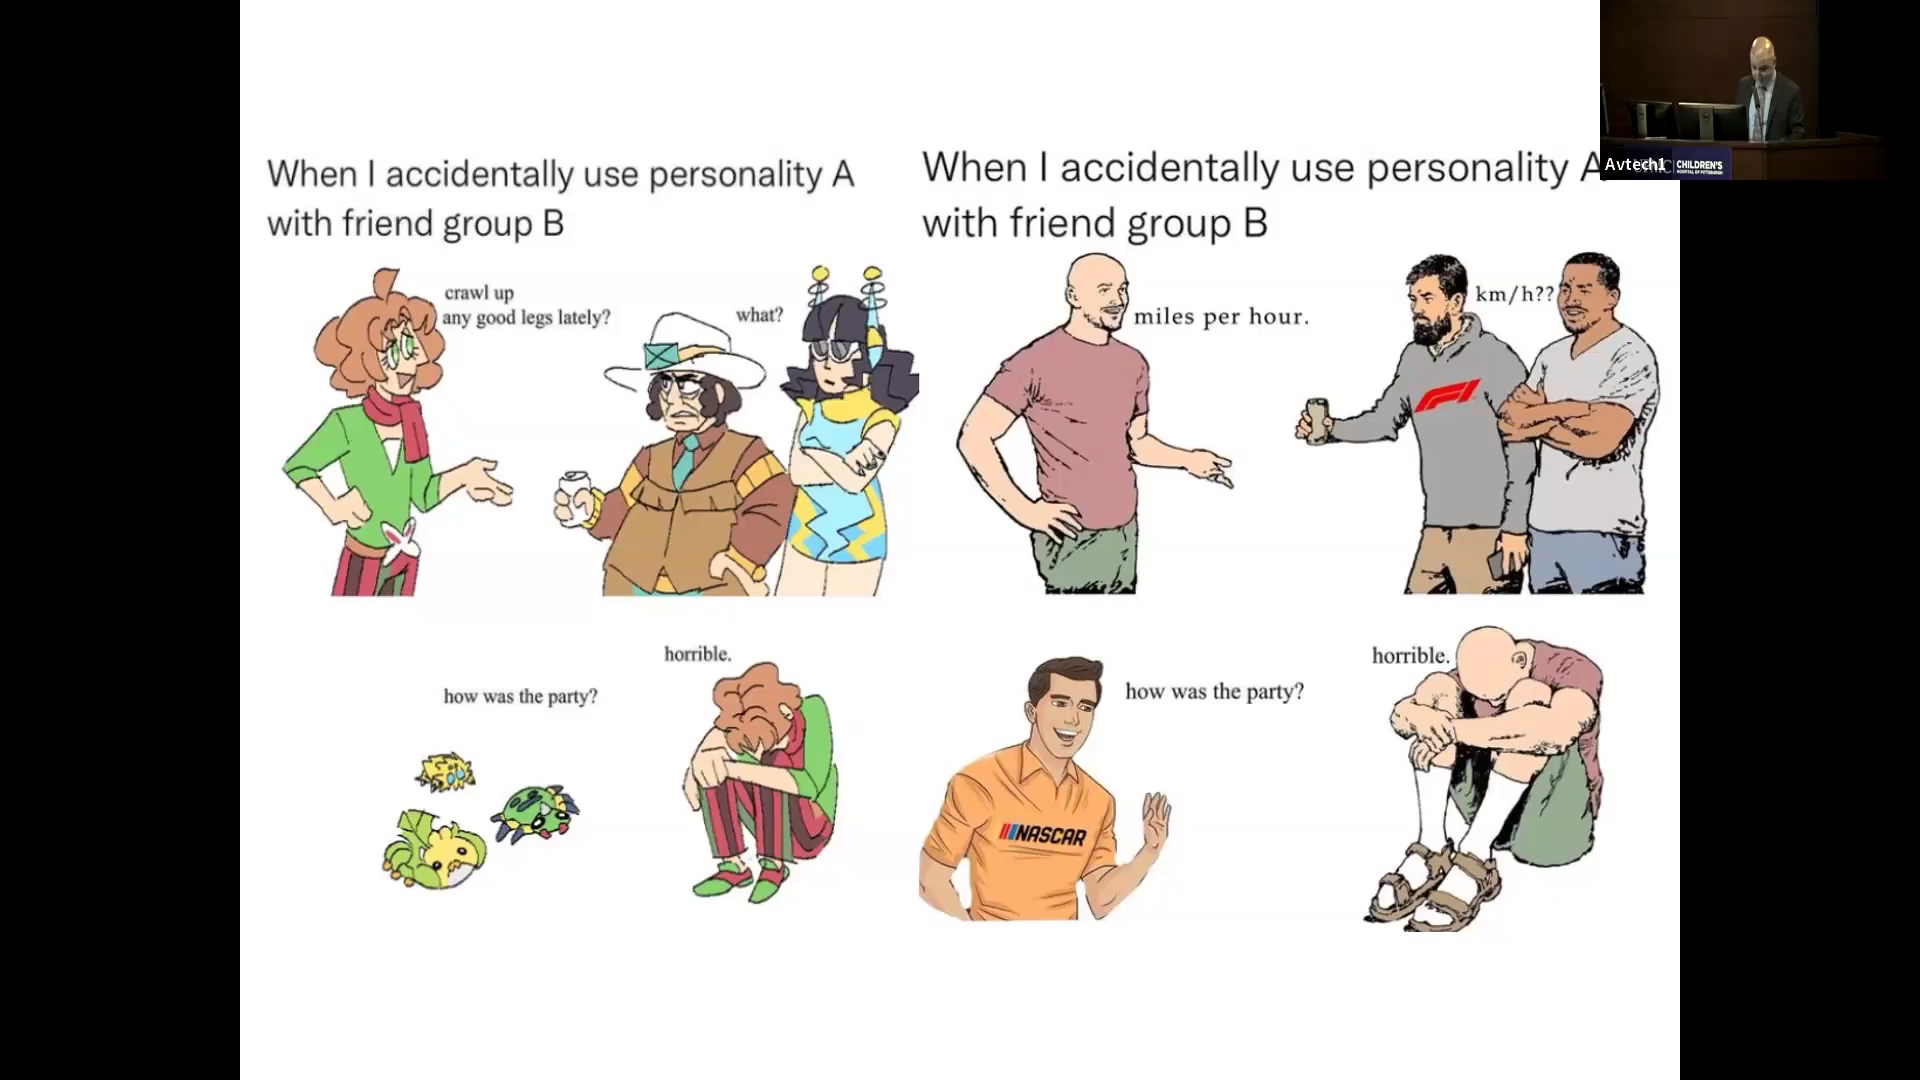 When I accidentally use personality A
with friend group B
crawl up
any good legs lately?
what?
how was the party?
horrible.
When I accidentally use personality A
with friend group B
miles per hour.
km/h??
F1
how was the party?
NASCAR
horrible.
Avtech1
CHILDREN'S
HOSPITAL OF PITTSBURGH